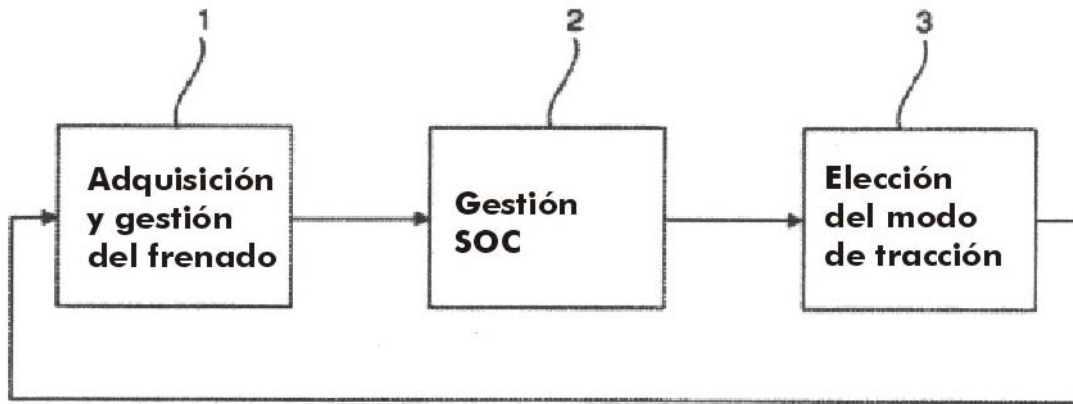 1
2
3
Adquisición
y gestión
del frenado
Gestión
SOC
Elección
del modo
de tracción